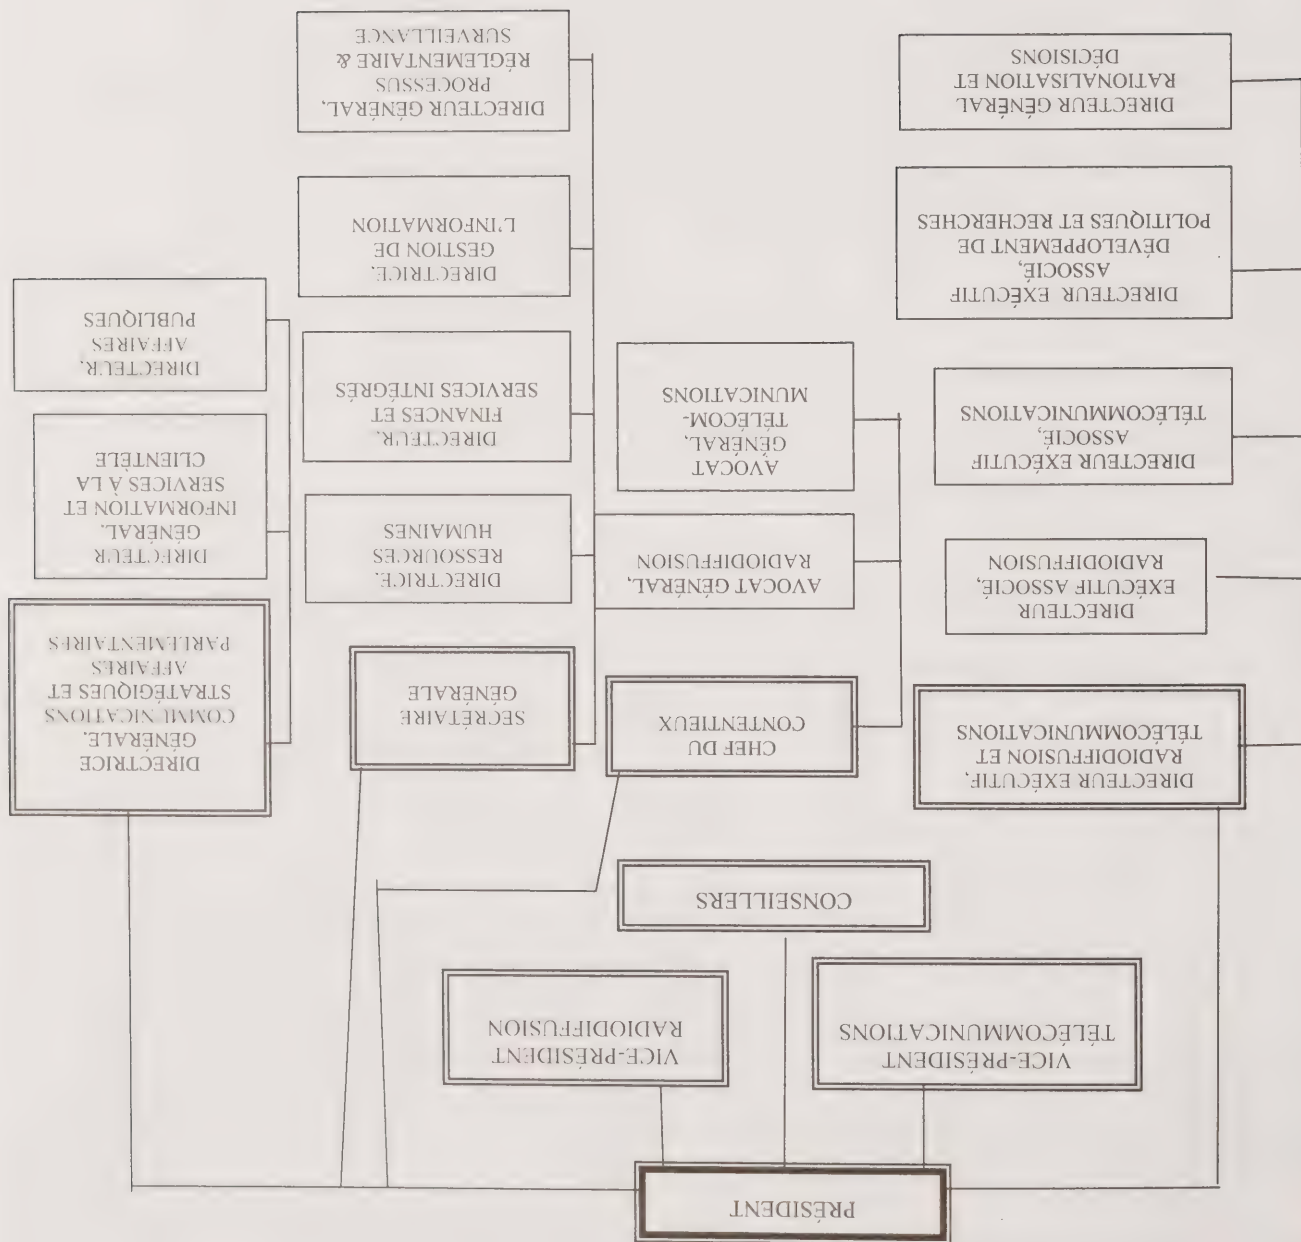 PRÉSIDENT
VICE-PRÉSIDENT
TÉLÉCOMMUNICATIONS
VICE-PRÉSIDENT
RADIODIFFUSION
CONSEILLERS
DIRECTEUR EXÉCUTIF,
RADIODIFFUSION ET
TÉLÉCOMMUNICATIONS
DIRECTEUR
EXÉCUTIF ASSOCIÉ,
RADIODIFFUSION
DIRECTEUR EXÉCUTIF
ASSOCIÉ,
TÉLÉCOMMUNICATIONS
DIRECTEUR EXÉCUTIF
ASSOCIÉ,
DÉVELOPPEMENT DE
POLITIQUES ET RECHERCHES
DIRECTEUR GÉNÉRAL
RATIONALISATION ET
DÉCISIONS
CHEF DU
CONTENTIEUX
AVOCAT GÉNÉRAL,
RADIODIFFUSION
AVOCAT
GÉNÉRAL,
TÉLÉCOM-
MUNICATIONS
SECRÉTAIRE
GÉNÉRALE
DIRECTRICE.
RESSOURCES
HUMAINES
DIRECTEUR.
FINANCES ET
SERVICES INTÉGRÉS
DIRECTRICE.
GESTION DE
L'INFORMATION
DIRECTEUR GÉNÉRAL,
PROCESSUS
RÉGLEMENTAIRE &
SURVEILLANCE
DIRECTRICE
GÉNÉRALE.
COMMUNICATIONS
STRATÉGIQUES ET
AFFAIRES
PARLEMENTAIRES
DIRECTEUR
GÉNÉRAL.
INFORMATION ET
SERVICES À LA
CLIENTÈLE
DIRECTEUR.
AFFAIRES
PUBLIQUES